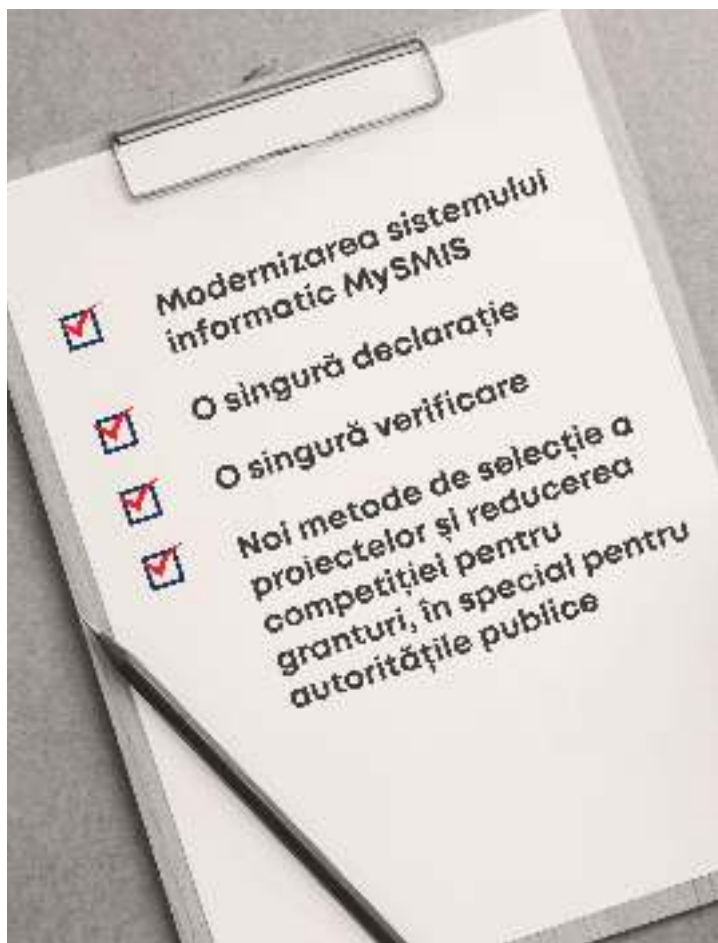 Modernizarea sistemului
informatic MySMIS
O singură declarație
O singură verificare
Noi metode de selecție a
proiectelor și reducerea
competiției pentru
granturi, în special pentru
autoritățile publice